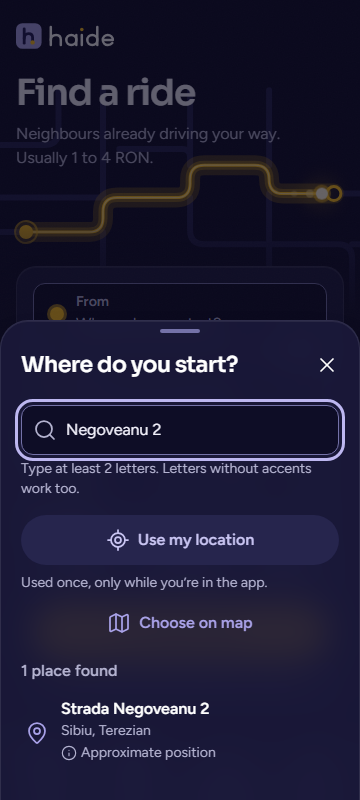 haide
Find a ride
Neighbours already driving your way.
Usually 1 to 4 RON.
From
Where do you start?
Negoveanu 2
Type at least 2 letters. Letters without accents
work too.
Use my location
Used once, only while you're in the app.
Choose on map
1 place found
Strada Negoveanu 2
Sibiu, Terezian
Approximate position